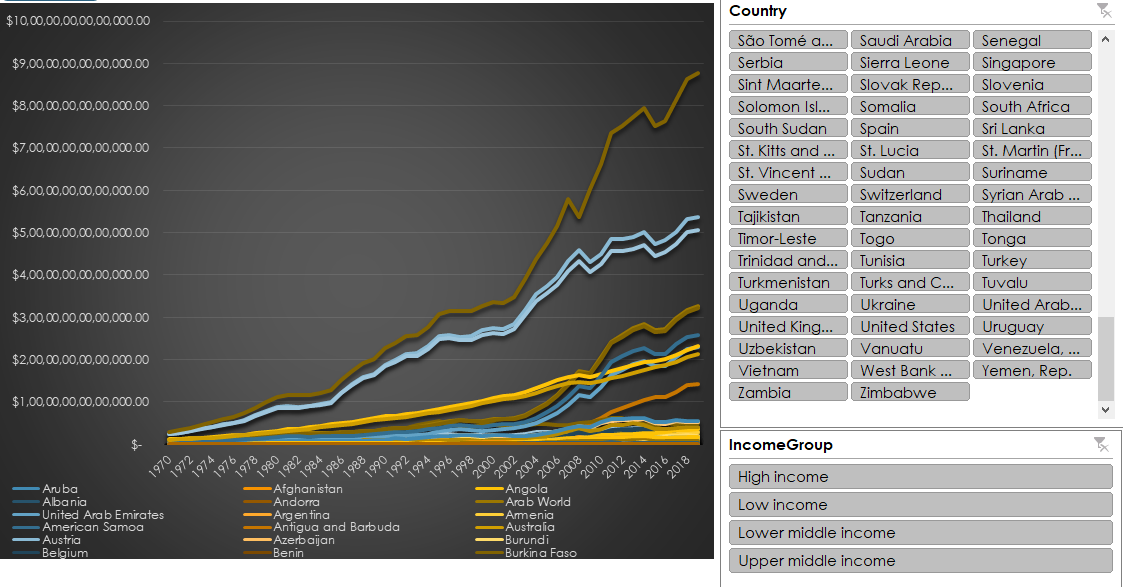 $10,00,00,00,00,00,000.00
$9,00,00,00,00,00,000.00
$8,00,00,00,00,00,000.00
$7,00,00,00,00,00,000.00
$6,00,00,00,00,00,000.00
$5,00,00,00,00,00,000.00
$4,00,00,00,00,00,000.00
$3,00,00,00,00,00,000.00
$2,00,00,00,00,00,000.00
$1,00,00,00,00,00,000.00
$-
1970 1972 1974 1976 1978 1980 1982 1984 1986 1988 1990 1992 1994 1996 1998 2000 2002 2004 2006 2008 2010 2012 2014 2016 2018
Aruba Afghanistan Angola
Albania Andorra Arab World
United Arab Emirates Argentina Armenia
American Samoa Antigua and Barbuda Australia
Austria Azerbaijan Burundi
Belgium Benin Burkina Faso
Country
São Tomé a... Saudi Arabia Senegal
Serbia Sierra Leone Singapore
Sint Maarte... Slovak Rep... Slovenia
Solomon Isl... Somalia South Africa
South Sudan Spain Sri Lanka
St. Kitts and ... St. Lucia St. Martin (Fr...
St. Vincent ... Sudan Suriname
Sweden Switzerland Syrian Arab ...
Tajikistan Tanzania Thailand
Timor-Leste Togo Tonga
Trinidad and... Tunisia Turkey
Turkmenistan Turks and C... Tuvalu
Uganda Ukraine United Arab...
United King... United States Uruguay
Uzbekistan Vanuatu Venezuela, ...
Vietnam West Bank ... Yemen, Rep.
Zambia Zimbabwe
IncomeGroup
High income
Low income
Lower middle income
Upper middle income